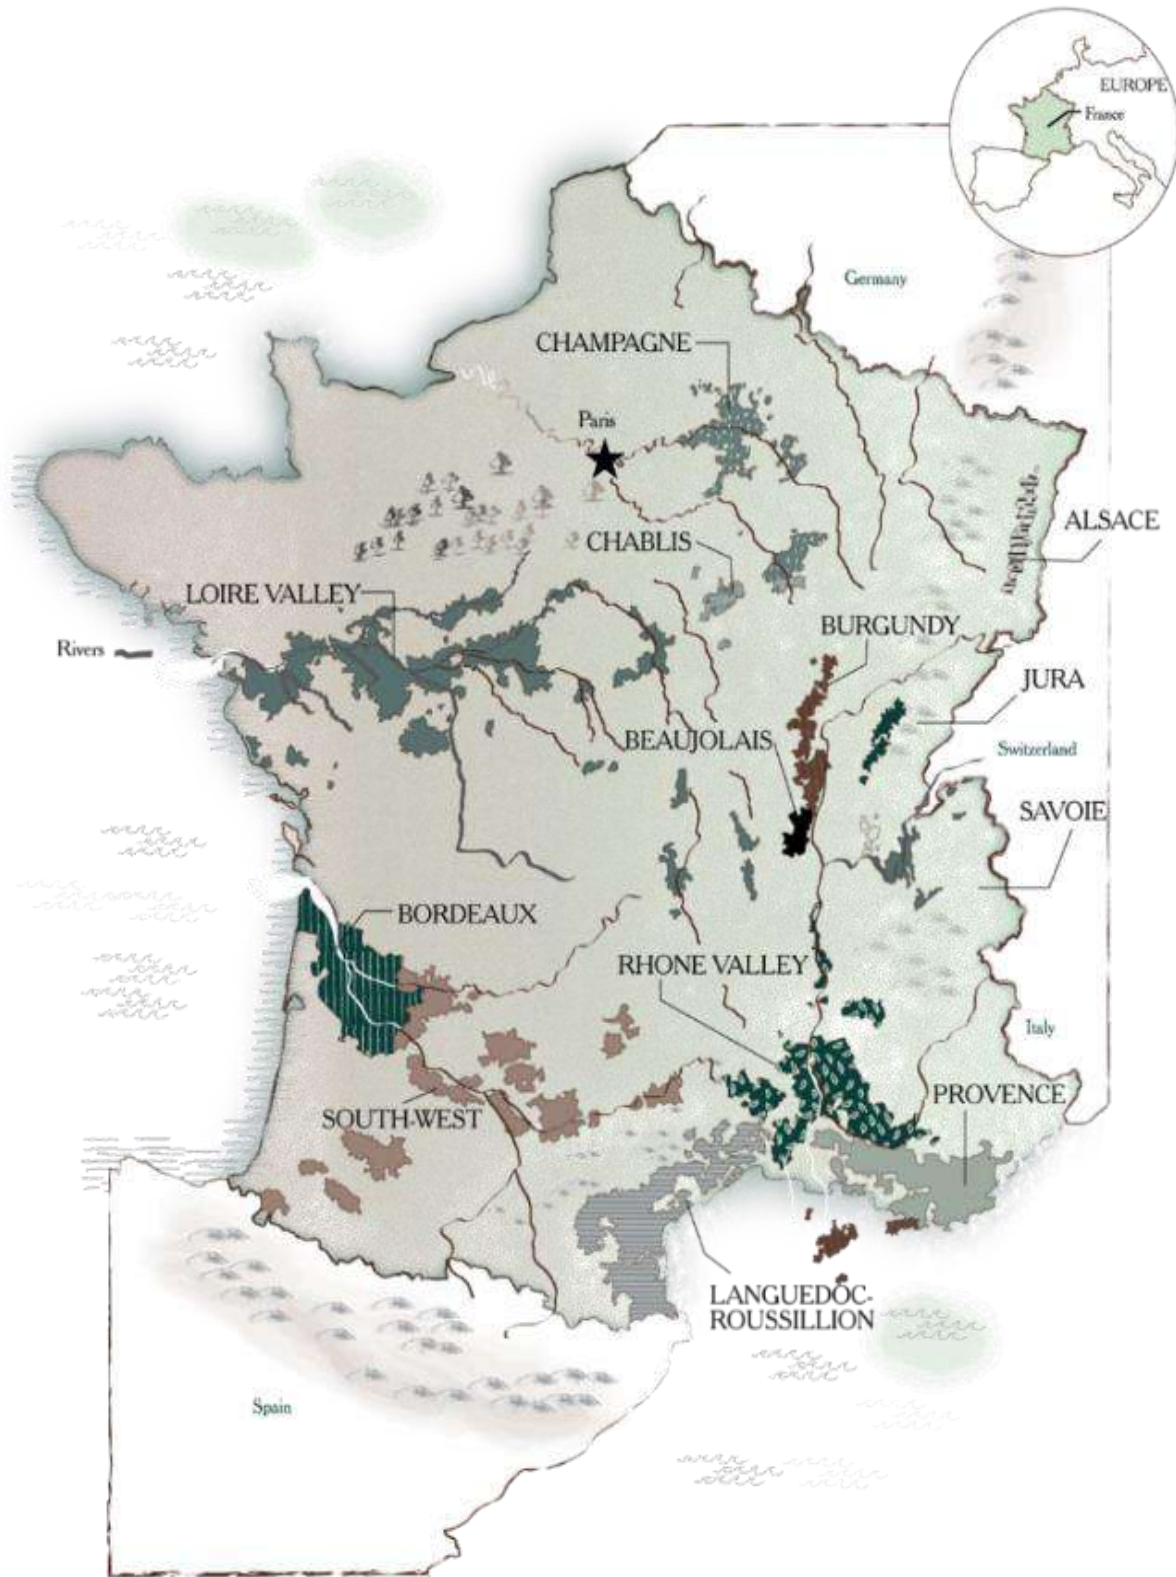 EUROPE
France
Germany
CHAMPAGNE
Paris
ALSACE
CHABLIS
LOIRE VALLEY
BURGUNDY
Rivers
JURA
BEAUJOLAIS
Switzerland
SAVOIE
BORDEAUX
RHONE VALLEY
Italy
PROVENCE
SOUTH-WEST
LANGUEDOC-
ROUSSILLION
Spain